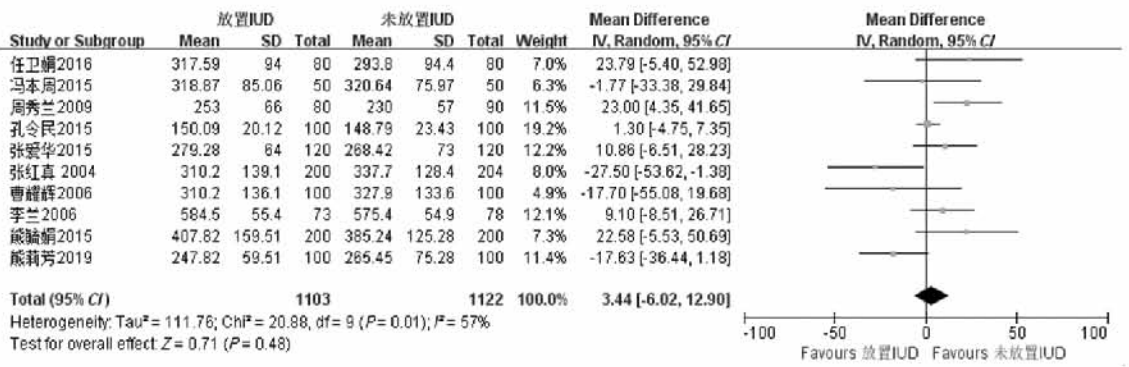 放置IUD 未放置IUD Mean Difference Mean Difference
Study or Subgroup Mean SD Total Mean SD Total Weight IV, Random, 95% CI IV, Random, 95% CI
任卫娟2016 317.59 94 80 293.8 94.4 80 7.0% 23.79 [-5.40, 52.98]
冯本周2015 318.87 85.06 50 320.64 75.97 50 6.3% -1.77 [-33.38, 29.84]
周秀兰2009 253 66 80 230 57 90 11.5% 23.00 [4.35, 41.65]
孔令民2015 150.09 20.12 100 148.79 23.43 100 19.2% 1.30 [-4.75, 7.35]
张爱华2015 279.28 64 120 268.42 73 120 12.2% 10.86 [-6.51, 28.23]
张红真 2004 310.2 139.1 200 337.7 128.4 204 8.0% -27.50 [-53.62, -1.38]
曹耀辉2006 310.2 136.1 100 327.9 133.6 100 4.9% -17.70 [-55.08, 19.68]
李兰2006 584.5 55.4 73 575.4 54.9 78 12.1% 9.10 [-8.51, 26.71]
熊毓娟2015 407.82 159.51 200 385.24 125.28 200 7.3% 22.58 [-5.53, 50.69]
熊莉芳2019 247.82 59.51 100 265.45 75.28 100 11.4% -17.63 [-36.44, 1.18]
Total (95% CI) 1103 1122 100.0% 3.44 [-6.02, 12.90]
Heterogeneity: Tau² = 111.76; Chi² = 20.88, df = 9 (P = 0.01); I² = 57%
Test for overall effect: Z = 0.71 (P = 0.48)
-100 -50 0 50 100
Favours 放置IUD Favours 未放置IUD